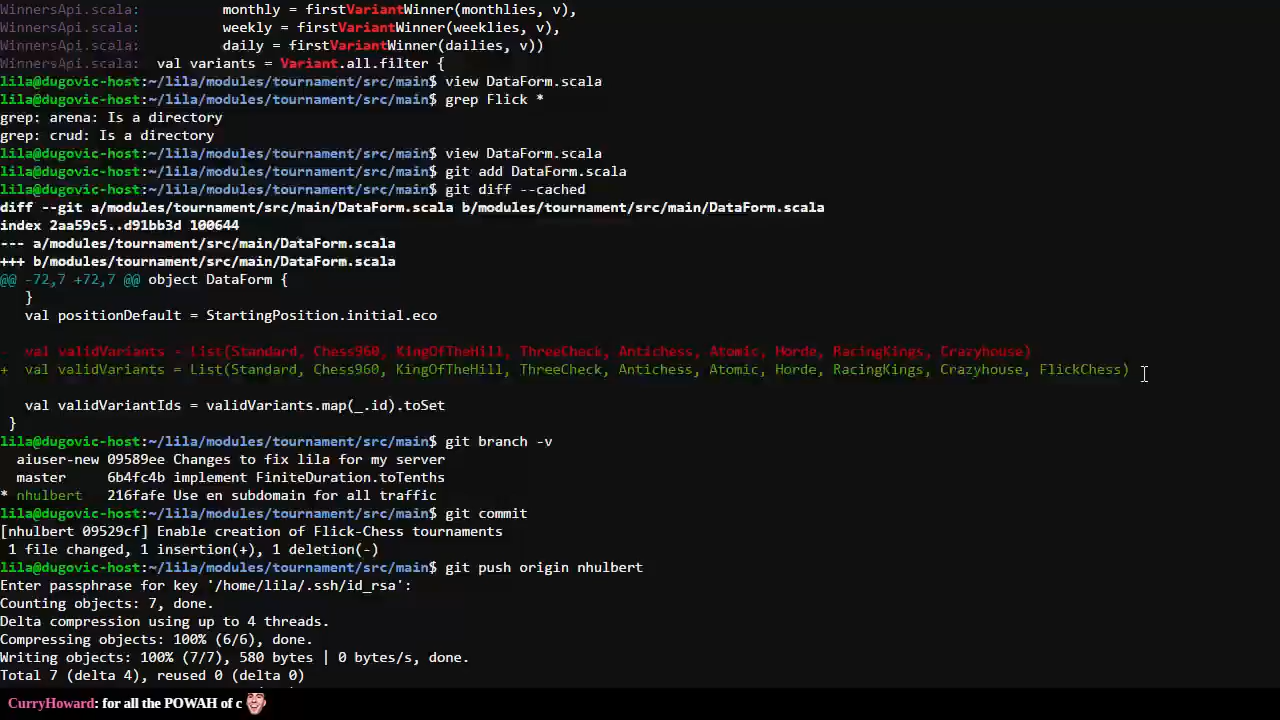 WinnersApi.scala:          monthly = firstVariantWinner(monthlies, v),
WinnersApi.scala:          weekly = firstVariantWinner(weeklies, v),
WinnersApi.scala:          daily = firstVariantWinner(dailies, v))
WinnersApi.scala:  val variants = Variant.all.filter {
lila@dugovic-host:~/lila/modules/tournament/src/main$ view DataForm.scala
lila@dugovic-host:~/lila/modules/tournament/src/main$ grep Flick *
grep: arena: Is a directory
grep: crud: Is a directory
lila@dugovic-host:~/lila/modules/tournament/src/main$ view DataForm.scala
lila@dugovic-host:~/lila/modules/tournament/src/main$ git add DataForm.scala
lila@dugovic-host:~/lila/modules/tournament/src/main$ git diff --cached
diff --git a/modules/tournament/src/main/DataForm.scala b/modules/tournament/src/main/DataForm.scala
index 2aa59c5..d91bb3d 100644
--- a/modules/tournament/src/main/DataForm.scala
+++ b/modules/tournament/src/main/DataForm.scala
@@ -72,7 +72,7 @@ object DataForm {
   }
   val positionDefault = StartingPosition.initial.eco
-  val validVariants = List(Standard, Chess960, KingOfTheHill, ThreeCheck, Antichess, Atomic, Horde, RacingKings, Crazyhouse)
+  val validVariants = List(Standard, Chess960, KingOfTheHill, ThreeCheck, Antichess, Atomic, Horde, RacingKings, Crazyhouse, FlickChess)
   val validVariantIds = validVariants.map(_.id).toSet
 }
lila@dugovic-host:~/lila/modules/tournament/src/main$ git branch -v
  aiuser-new 09589ee Changes to fix lila for my server
  master     6b4fc4b implement FiniteDuration.toTenths
* nhulbert   216fafe Use en subdomain for all traffic
lila@dugovic-host:~/lila/modules/tournament/src/main$ git commit
[nhulbert 09529cf] Enable creation of Flick-Chess tournaments
 1 file changed, 1 insertion(+), 1 deletion(-)
lila@dugovic-host:~/lila/modules/tournament/src/main$ git push origin nhulbert
Enter passphrase for key '/home/lila/.ssh/id_rsa':
Counting objects: 7, done.
Delta compression using up to 4 threads.
Compressing objects: 100% (6/6), done.
Writing objects: 100% (7/7), 580 bytes | 0 bytes/s, done.
Total 7 (delta 4), reused 0 (delta 0)
CurryHoward: for all the POWAH of c